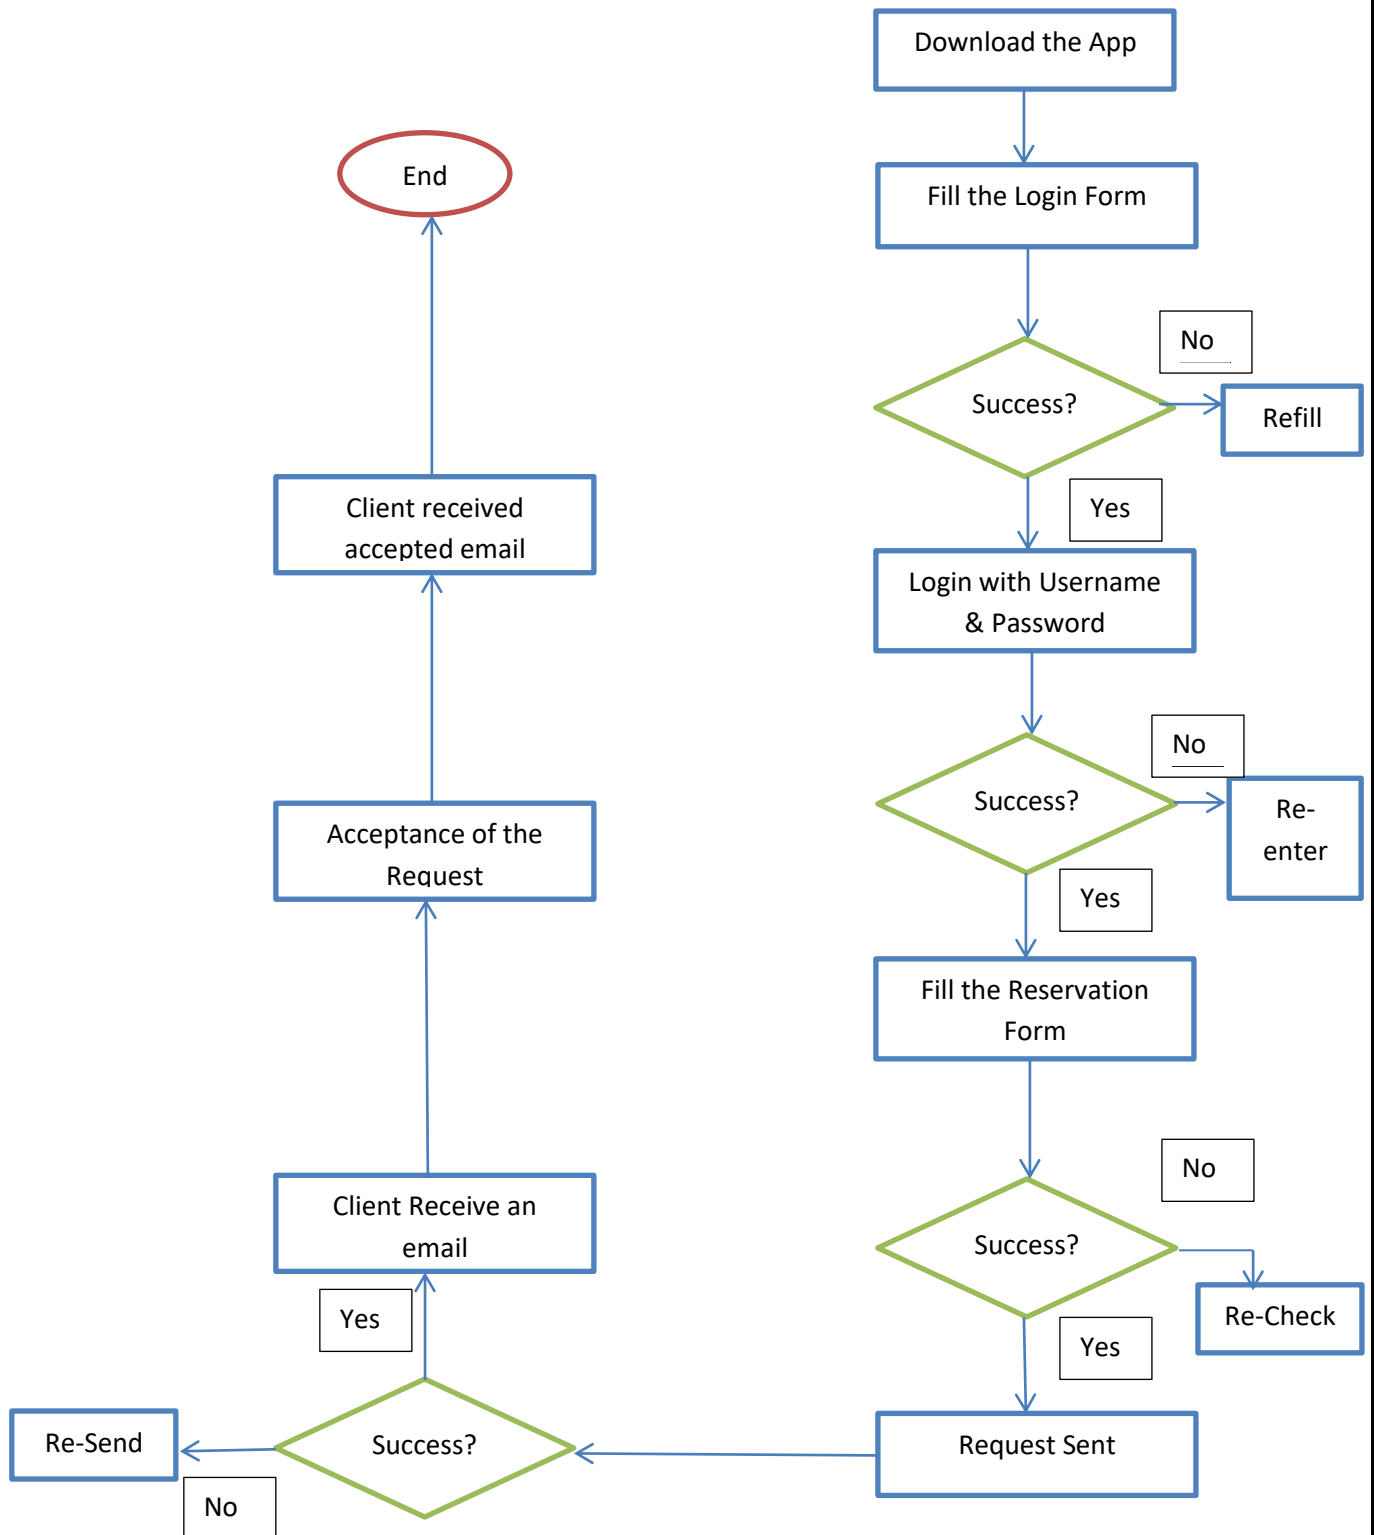 Download the App
Fill the Login Form
Success?
No
Refill
Yes
Login with Username
& Password
Success?
No
Re-
enter
Yes
Fill the Reservation
Form
Success?
No
Re-Check
Yes
Request Sent
Success?
No
Re-Send
Yes
Client Receive an
email
Acceptance of the
Request
Client received
accepted email
End